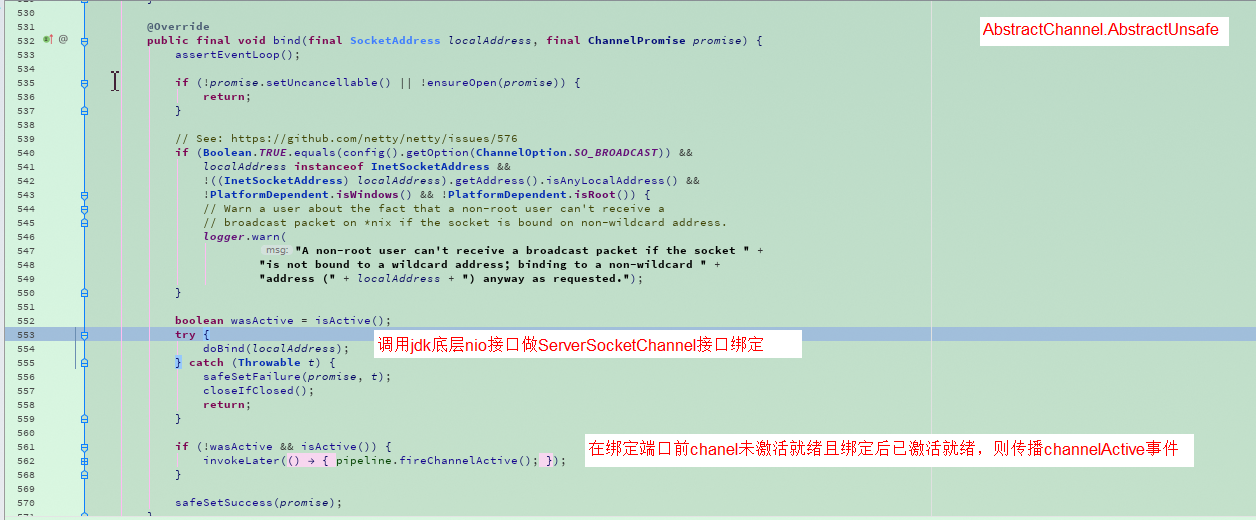 530
531 @Override
AbstractChannel.AbstractUnsafe
532 @ public final void bind(final SocketAddress localAddress, final ChannelPromise promise) {
533 assertEventLoop();
534
535 if (!promise.setUncancellable() || !ensureOpen(promise)) {
536 return;
537 }
538
539 // See: https://github.com/netty/netty/issues/576
540 if (Boolean.TRUE.equals(config().getOption(ChannelOption.SO_BROADCAST)) &&
541 localAddress instanceof InetSocketAddress &&
542 !((InetSocketAddress) localAddress).getAddress().isAnyLocalAddress() &&
543 !PlatformDependent.isWindows() && !PlatformDependent.isRoot()) {
544 // Warn a user about the fact that a non-root user can't receive a
545 // broadcast packet on *nix if the socket is bound on non-wildcard address.
546 logger.warn(
547 msg: "A non-root user can't receive a broadcast packet if the socket " +
548 "is not bound to a wildcard address; binding to a non-wildcard " +
549 "address (" + localAddress + ") anyway as requested.");
550 }
551
552 boolean wasActive = isActive();
553 try {
调用jdk底层nio接口做ServerSocketChannel接口绑定
554 doBind(localAddress);
555 } catch (Throwable t) {
556 safeSetFailure(promise, t);
557 closeIfClosed();
558 return;
559 }
560
在绑定端口前chanel未激活就绪且绑定后已激活就绪，则传播channelActive事件
561 if (!wasActive && isActive()) {
562 invokeLater(() → { pipeline.fireChannelActive(); });
568 }
569
570 safeSetSuccess(promise);